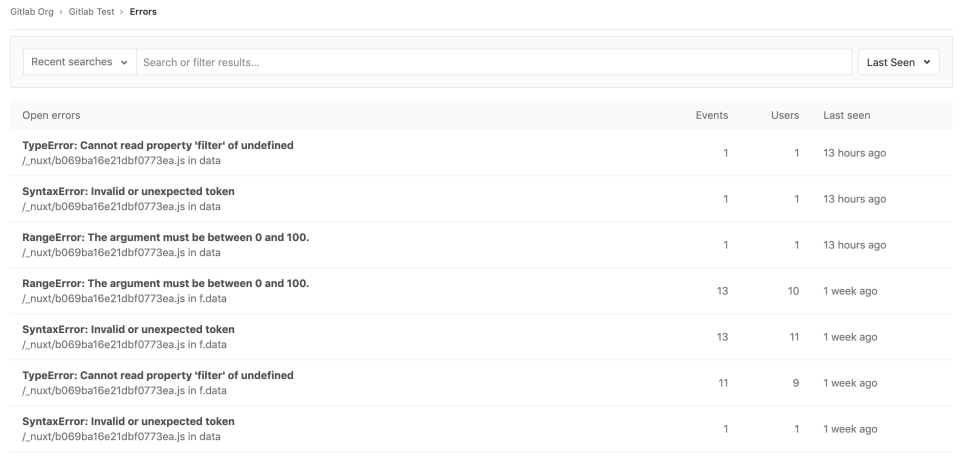 Gitlab Org › Gitlab Test › Errors
Recent searches Search or filter results... Last Seen
Open errors Events Users Last seen
TypeError: Cannot read property 'filter' of undefined
/_nuxt/b069ba16e21dbf0773ea.js in data 1 1 13 hours ago
SyntaxError: Invalid or unexpected token
/_nuxt/b069ba16e21dbf0773ea.js in data 1 1 13 hours ago
RangeError: The argument must be between 0 and 100.
/_nuxt/b069ba16e21dbf0773ea.js in data 1 1 13 hours ago
RangeError: The argument must be between 0 and 100.
/_nuxt/b069ba16e21dbf0773ea.js in f.data 13 10 1 week ago
SyntaxError: Invalid or unexpected token
/_nuxt/b069ba16e21dbf0773ea.js in f.data 13 11 1 week ago
TypeError: Cannot read property 'filter' of undefined
/_nuxt/b069ba16e21dbf0773ea.js in f.data 11 9 1 week ago
SyntaxError: Invalid or unexpected token
/_nuxt/b069ba16e21dbf0773ea.js in data 1 1 1 week ago